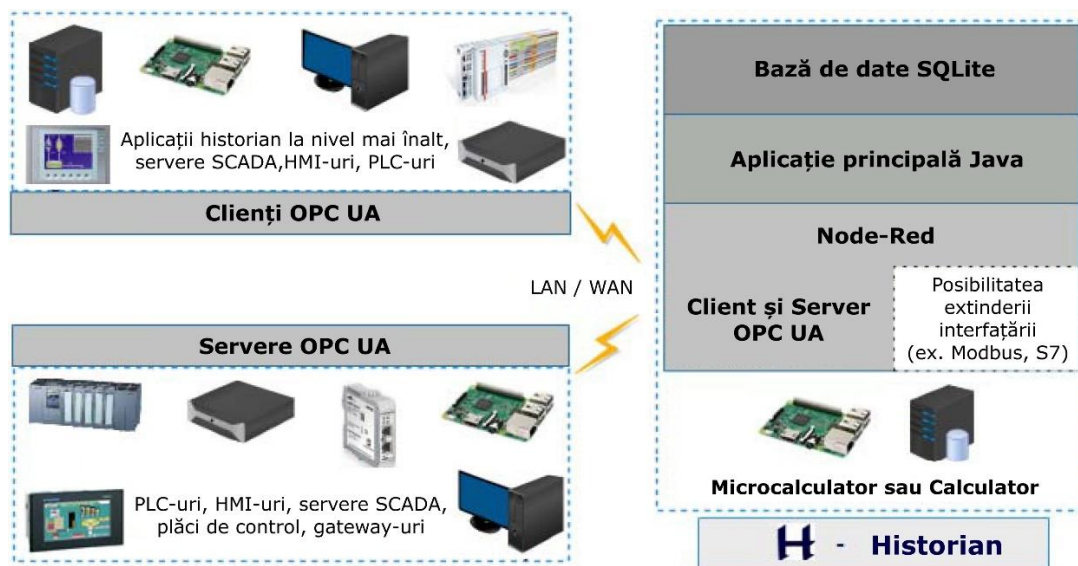 Aplicații historian la nivel mai înalt,
servere SCADA,HMI-uri, PLC-uri
Clienți OPC UA
LAN / WAN
Servere OPC UA
PLC-uri, HMI-uri, servere SCADA,
plăci de control, gateway-uri
Bază de date SQLite
Aplicație principală Java
Node-Red
Client și Server
OPC UA
Posibilitatea
extinderii
interfațării
(ex. Modbus, S7)
Microcalculator sau Calculator
H - Historian